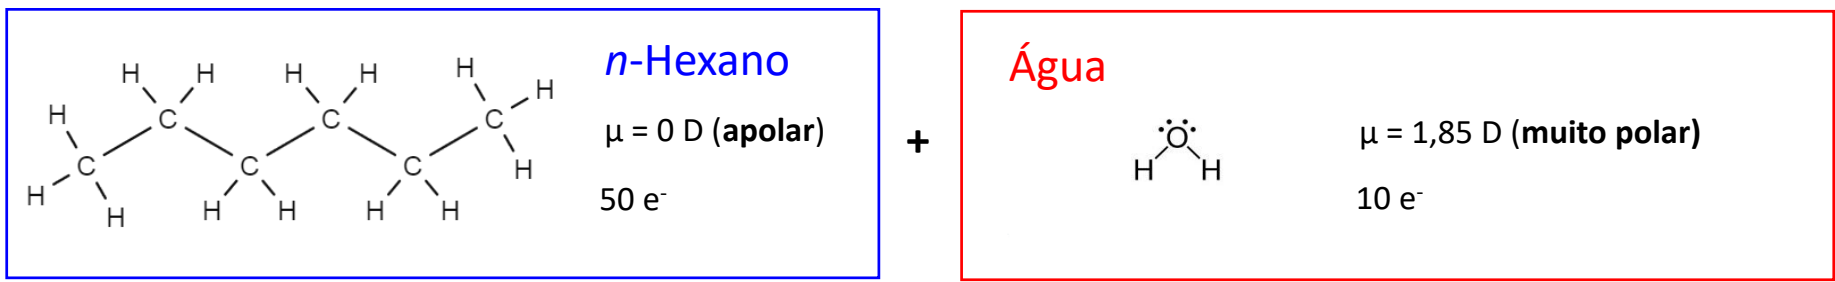 n-Hexano
μ = 0 D (apolar)
50 e⁻
H H H H H H
H C C C H
C C C
H H H H H H H
+
Água
O
H H
μ = 1,85 D (muito polar)
10 e⁻